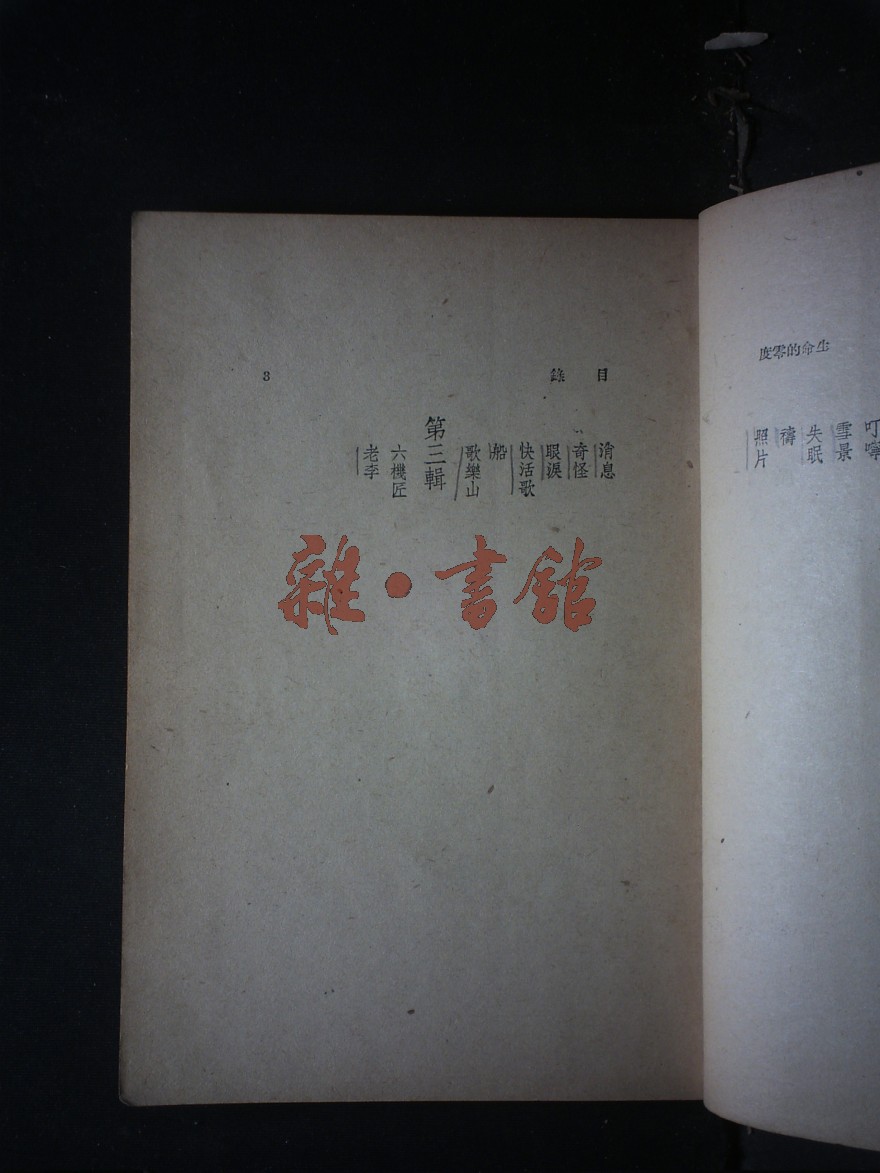 度零的命生
叮嚀
雪景
失眠
禱
照片
目錄
3
消息
奇怪
眼淚
快活歌
船
歌樂山
第三輯
六機匠
老李
雜·書館